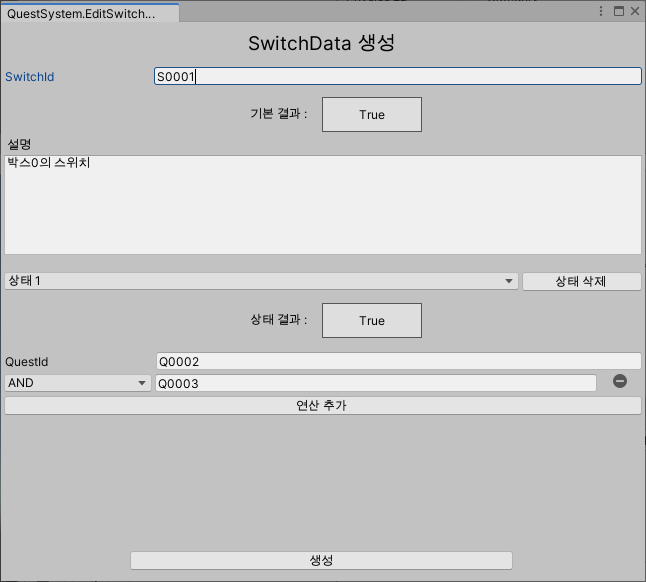 QuestSystem.EditSwitch...
SwitchData 생성
SwitchId S0001
기본 결과 : True
설명
박스0의 스위치
상태 1 상태 삭제
상태 결과 : True
QuestId Q0002
AND Q0003
연산 추가
생성